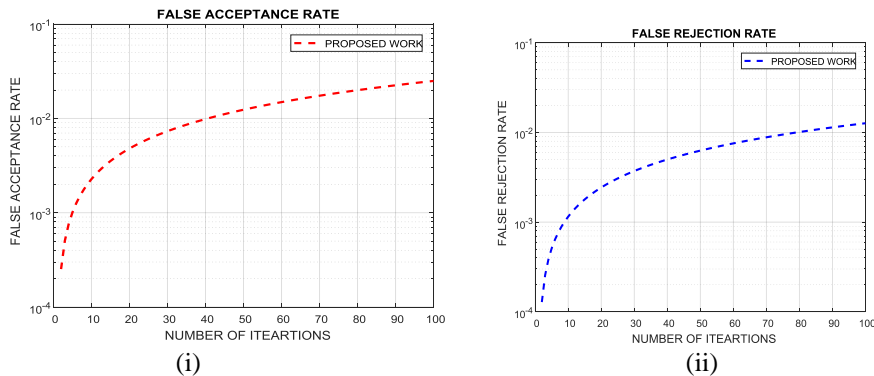 FALSE ACCEPTANCE RATE
10^-1
PROPOSED WORK
10^-2
10^-3
10^-4
FALSE ACCEPTANCE RATE
0 10 20 30 40 50 60 70 80 90 100
NUMBER OF ITEARTIONS
(i)
FALSE REJECTION RATE
10^-1
PROPOSED WORK
10^-2
10^-3
10^-4
FALSE REJECTION RATE
0 10 20 30 40 50 60 70 80 90 100
NUMBER OF ITEARTIONS
(ii)